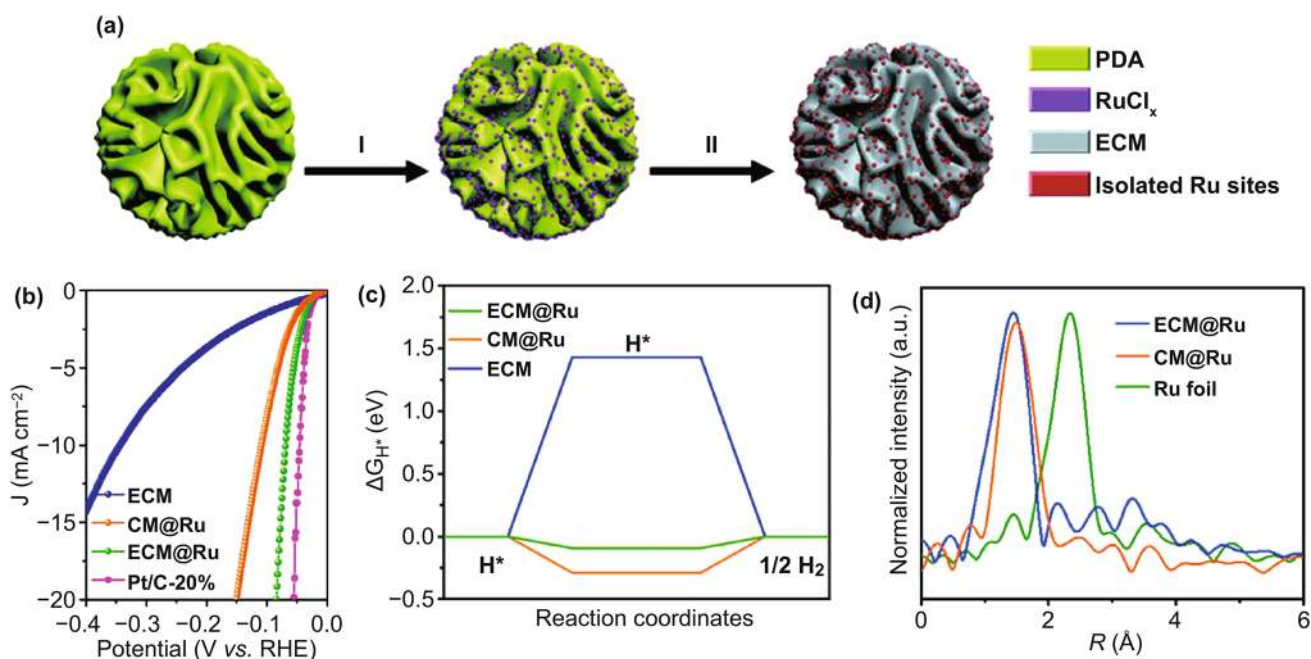 (a)
I
II
PDA
RuClₓ
ECM
Isolated Ru sites
(b)
0
−5
−10
−15
−20
J (mA cm⁻²)
ECM
CM@Ru
ECM@Ru
Pt/C-20%
−0.4 −0.3 −0.2 −0.1 0.0
Potential (V vs. RHE)
(c)
2.0
1.5
1.0
0.5
0.0
−0.5
ΔG_H* (eV)
ECM@Ru
CM@Ru
ECM
H*
H*
1/2 H₂
Reaction coordinates
(d)
Normalized intensity (a.u.)
ECM@Ru
CM@Ru
Ru foil
0 2 4 6
R (Å)